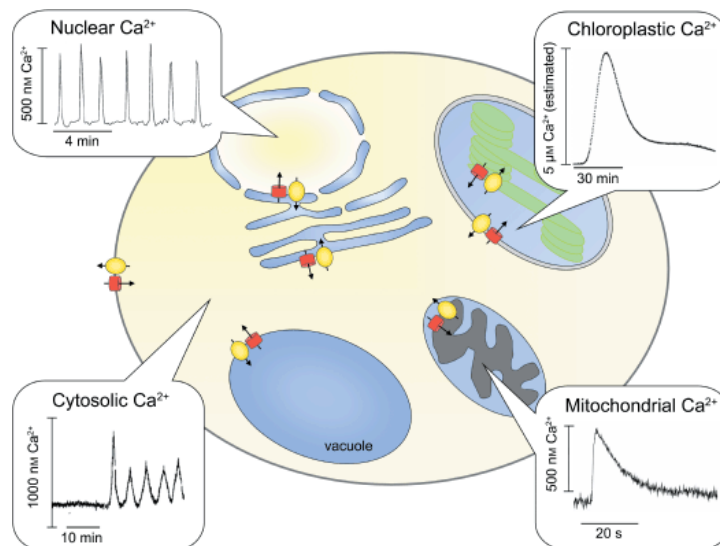 Nuclear Ca²⁺
500 nM Ca²⁺
4 min
Chloroplastic Ca²⁺
5 µM Ca²⁺ (estimated)
30 min
Cytosolic Ca²⁺
1000 nM Ca²⁺
10 min
vacuole
Mitochondrial Ca²⁺
500 nM Ca²⁺
20 s